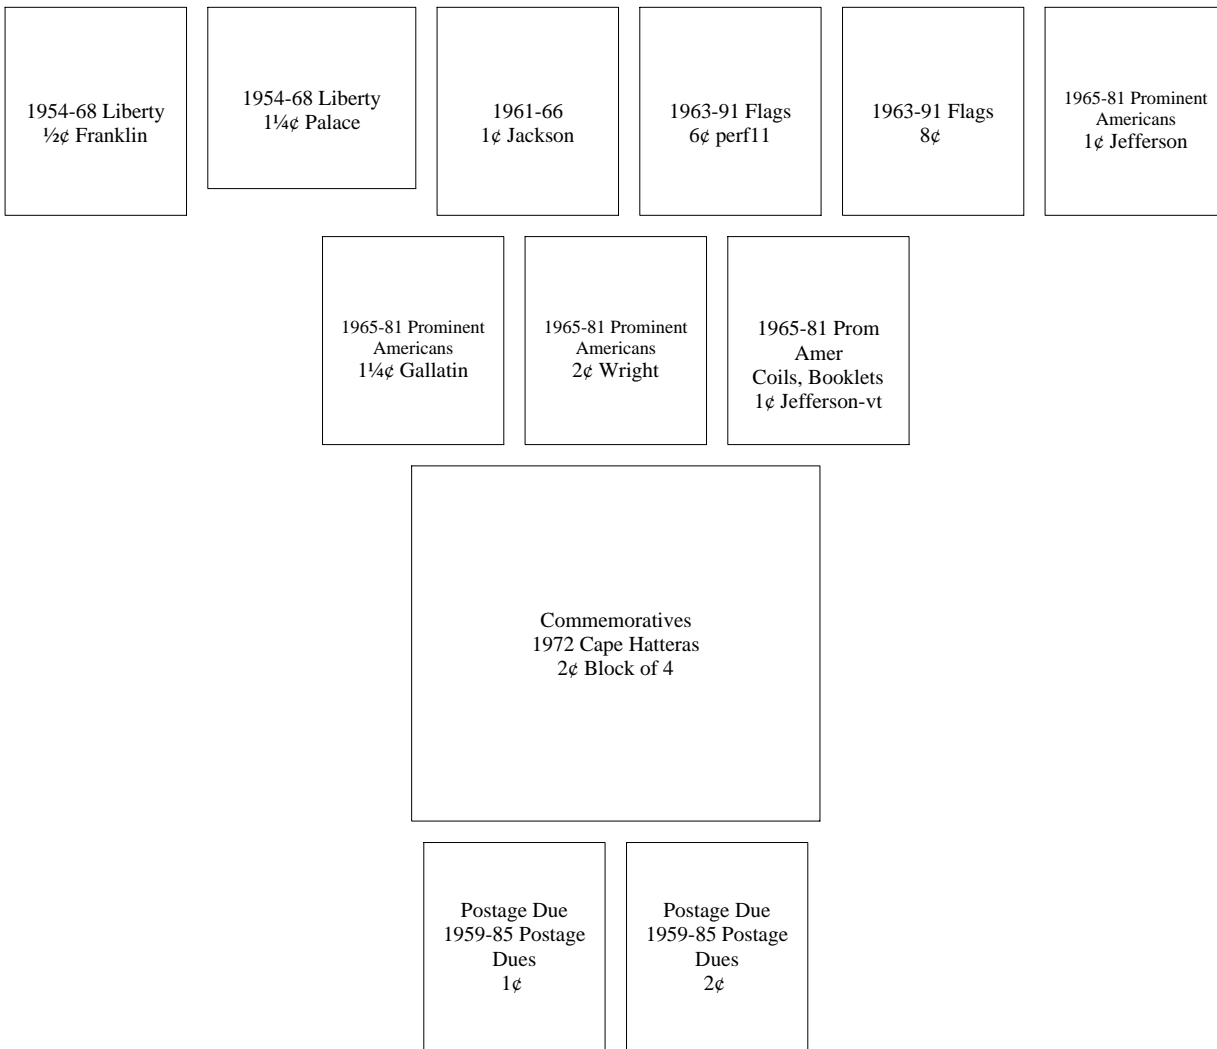 1954-68 Liberty
½¢ Franklin
1954-68 Liberty
1¼¢ Palace
1961-66
1¢ Jackson
1963-91 Flags
6¢ perf11
1963-91 Flags
8¢
1965-81 Prominent
Americans
1¢ Jefferson
1965-81 Prominent
Americans
1¼¢ Gallatin
1965-81 Prominent
Americans
2¢ Wright
1965-81 Prom
Amer
Coils, Booklets
1¢ Jefferson-vt
Commemoratives
1972 Cape Hatteras
2¢ Block of 4
Postage Due
1959-85 Postage
Dues
1¢
Postage Due
1959-85 Postage
Dues
2¢